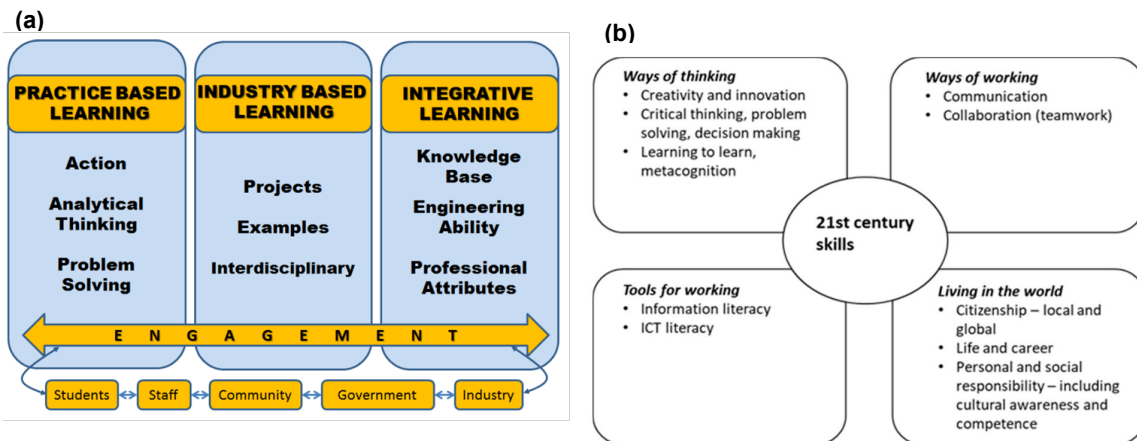 (a)
PRACTICE BASED
LEARNING
Action
Analytical
Thinking
Problem
Solving
INDUSTRY BASED
LEARNING
Projects
Examples
Interdisciplinary
INTEGRATIVE
LEARNING
Knowledge
Base
Engineering
Ability
Professional
Attributes
E N G A G E M E N T
Students
Staff
Community
Government
Industry
(b)
Ways of thinking
• Creativity and innovation
• Critical thinking, problem
solving, decision making
• Learning to learn,
metacognition
Ways of working
• Communication
• Collaboration (teamwork)
21st century
skills
Tools for working
• Information literacy
• ICT literacy
Living in the world
• Citizenship – local and
global
• Life and career
• Personal and social
responsibility – including
cultural awareness and
competence